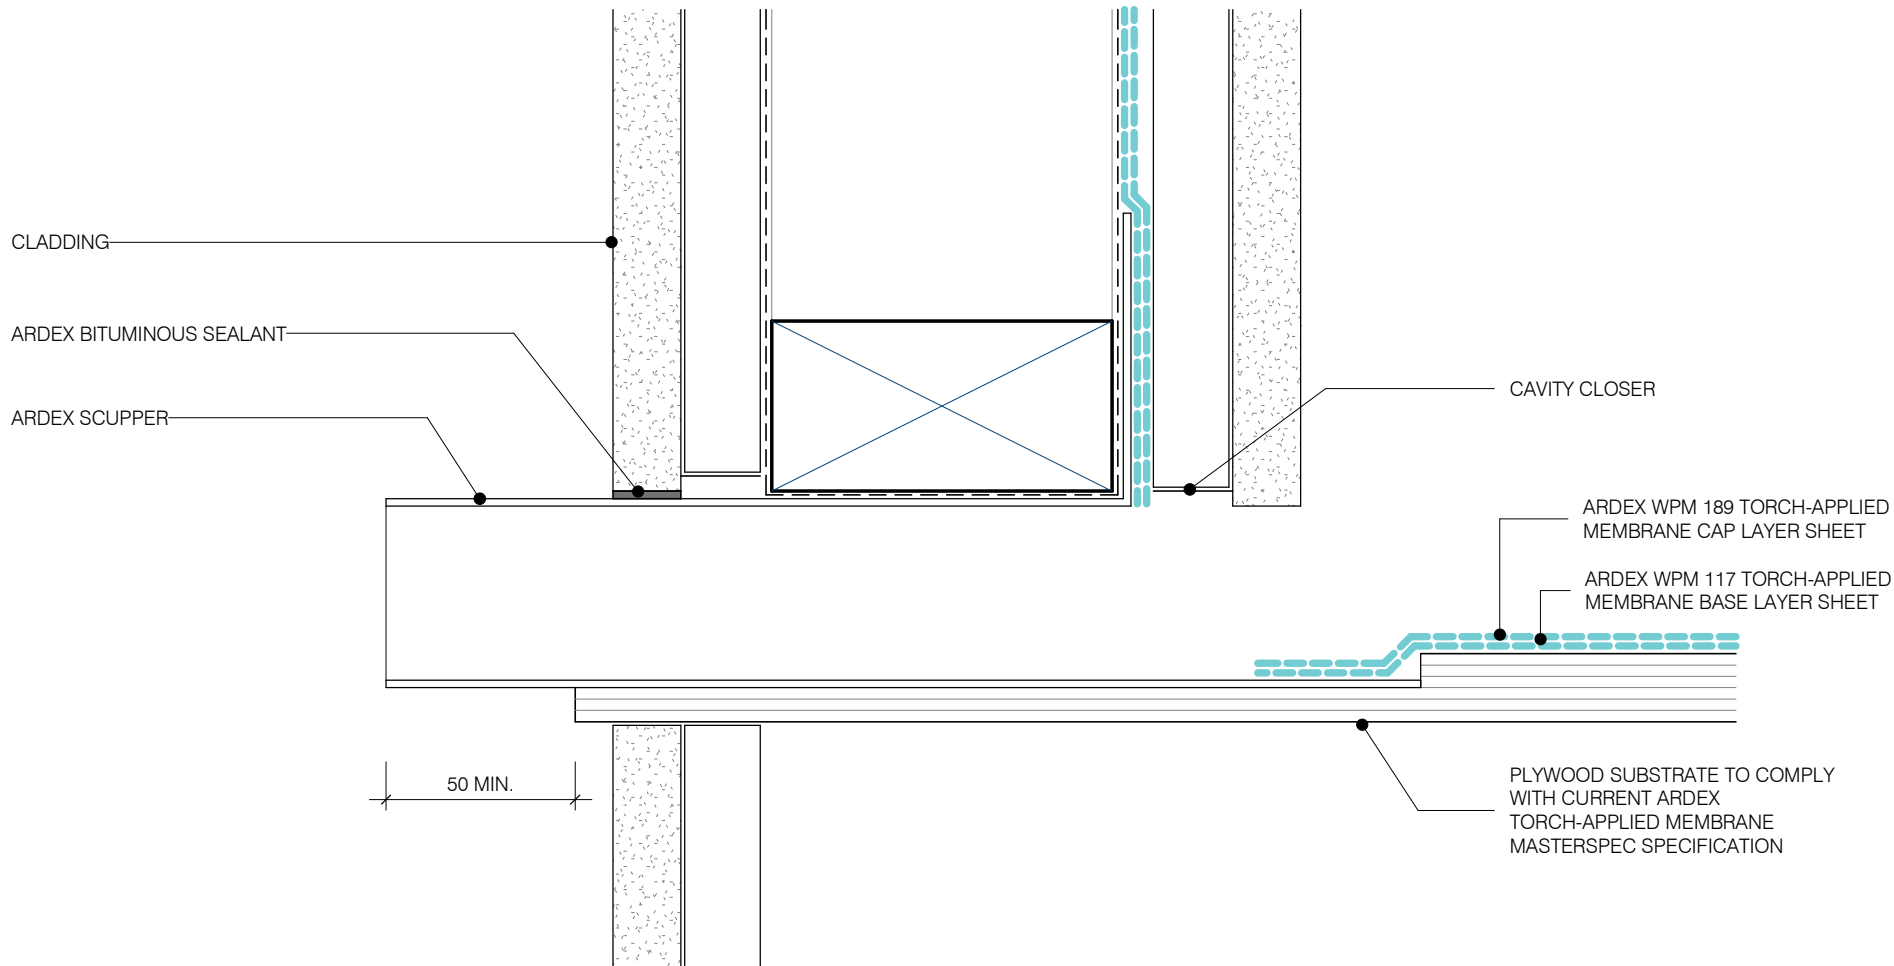 CLADDING
ARDEX BITUMINOUS SEALANT
ARDEX SCUPPER
CAVITY CLOSER
ARDEX WPM 189 TORCH-APPLIED
MEMBRANE CAP LAYER SHEET
ARDEX WPM 117 TORCH-APPLIED
MEMBRANE BASE LAYER SHEET
50 MIN.
PLYWOOD SUBSTRATE TO COMPLY
WITH CURRENT ARDEX
TORCH-APPLIED MEMBRANE
MASTERSPEC SPECIFICATION